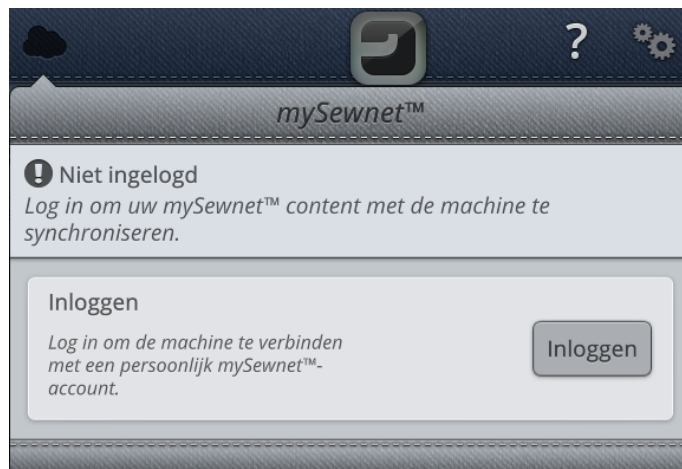 ?
mySewnet™
! Niet ingelogd
Log in om uw mySewnet™ content met de machine te
synchroniseren.
Inloggen
Log in om de machine te verbinden
met een persoonlijk mySewnet™-
account.
Inloggen